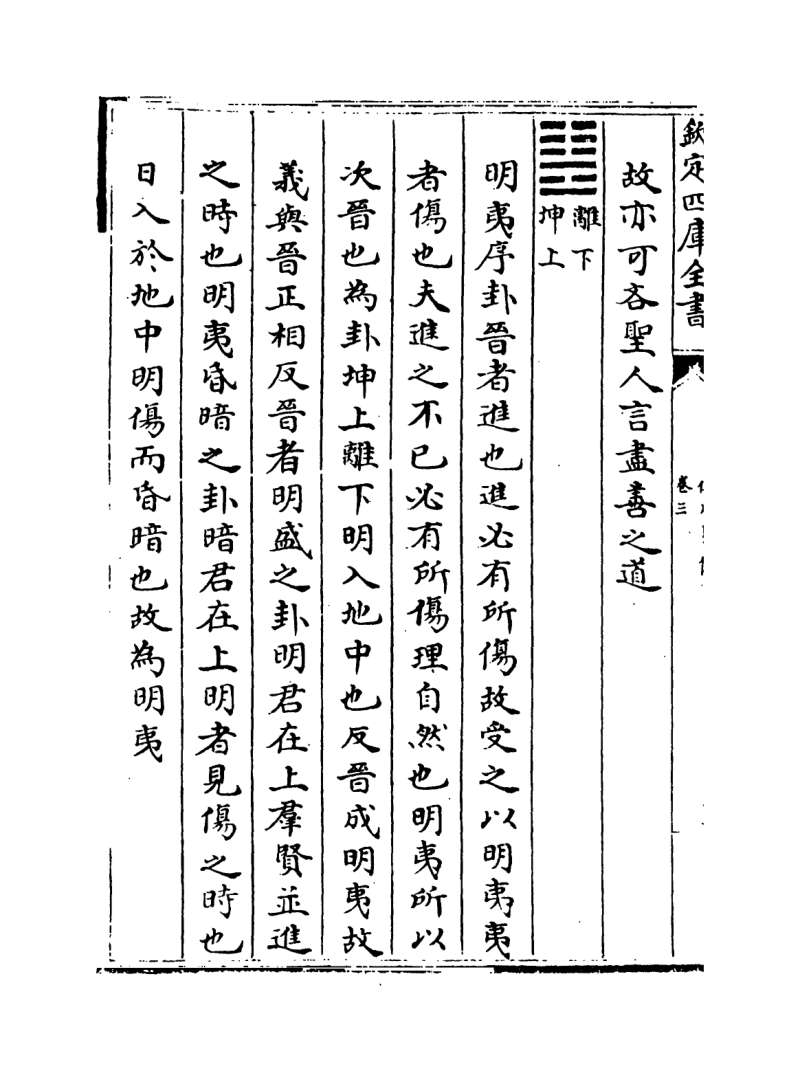 欽定四庫全書
卷三
故亦可吝聖人言盡善之道
䷣離下
坤上
明夷序卦晉者進也進必有所傷故受之以明夷夷
者傷也夫進之不已必有所傷理自然也明夷所以
次晉也為卦坤上離下明入地中也反晉成明夷故
義與晉正相反晉者明盛之卦明君在上羣賢並進
之時也明夷昏暗之卦暗君在上明者見傷之時也
日入於地中明傷而昏暗也故為明夷